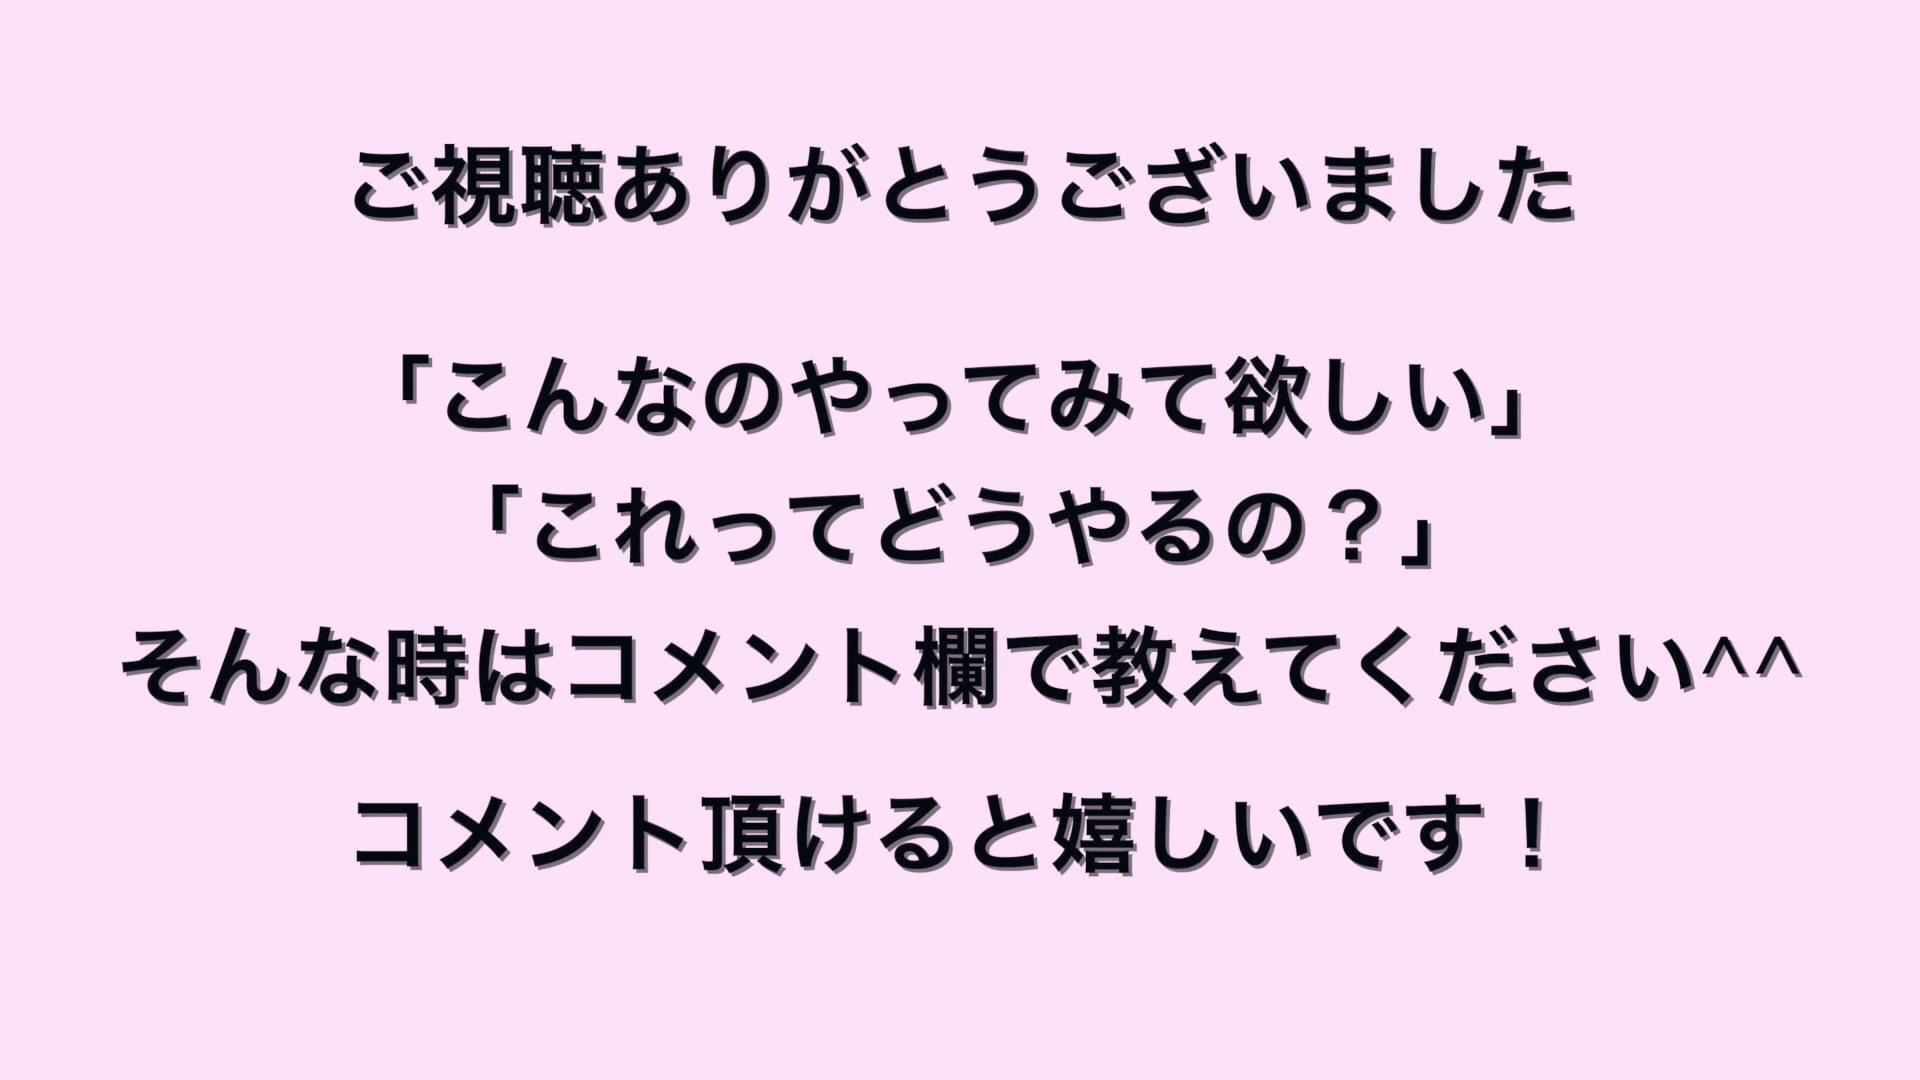 ご視聴ありがとうございました
「こんなのやってみて欲しい」
「これってどうやるの？」
そんな時はコメント欄で教えてください^^
コメント頂けると嬉しいです！